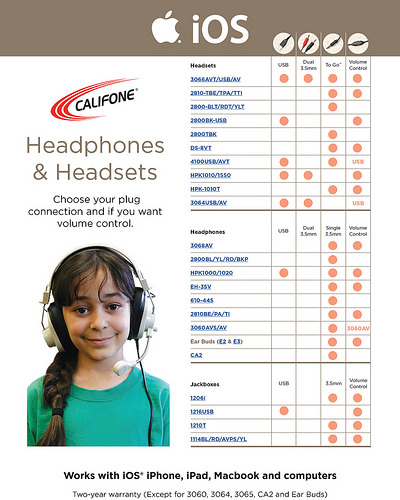 iOS
CALIFONE®
Headphones
& Headsets
Choose your plug
connection and if you want
volume control.
Headsets USB Dual 3.5mm To Go* Volume Control
3066AVT/USB/AV
2810-TBE/TPA/TTI
2800-BLT/RDT/YLT
2800BK-USB
2800TBK
DS-8VT
4100USB/AVT USB
HPK1010/1550
HPK-1010T
3064USB/AV USB
Headphones USB Dual 3.5mm Single 3.5mm Volume Control
3068AV
2800BL/YL/RD/BKP
HPK1000/1020
EH-3SV
610-44S
2810BE/PA/TI
3060AVS/AV 3060AV
Ear Buds (E2 & E3)
CA2
Jackboxes USB 3.5mm Volume Control
1206i
1216USB
1210T
1114BL/RD/AVPS/YL
Works with iOS® iPhone, iPad, Macbook and computers
Two-year warranty (Except for 3060, 3064, 3065, CA2 and Ear Buds)